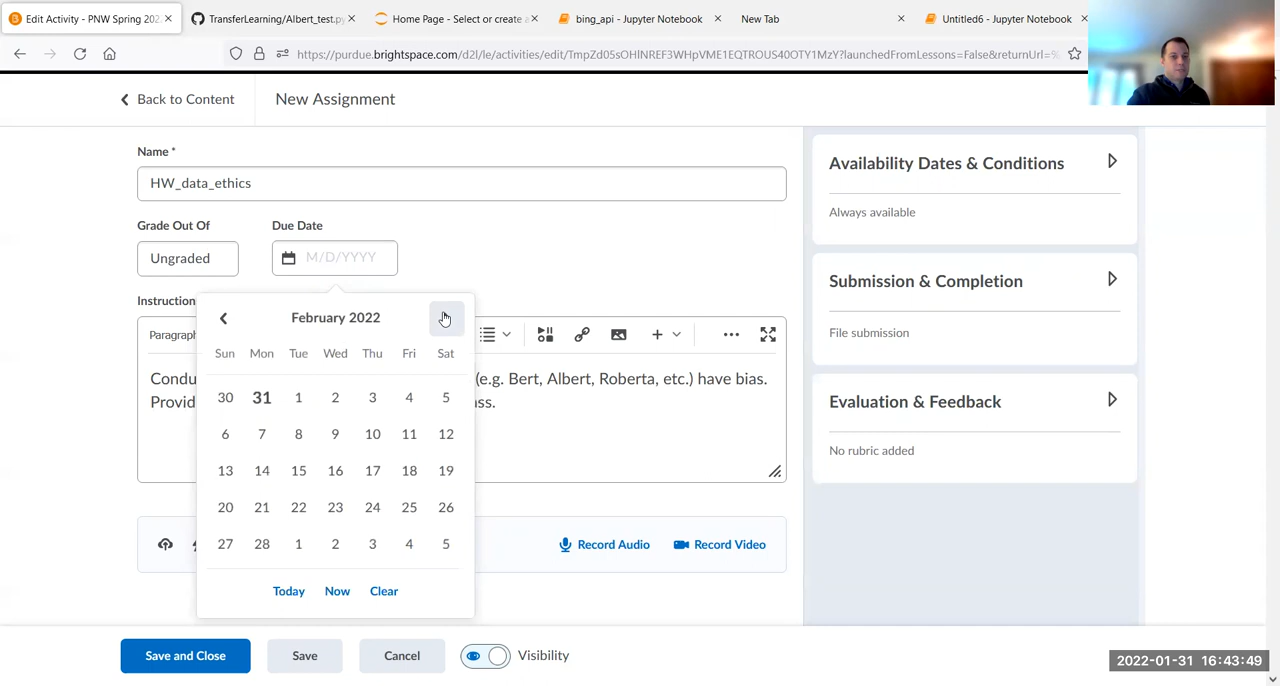 Edit Activity - PNW Spring 202
TransferLearning/Albert_test.py
Home Page - Select or create a
bing_api - Jupyter Notebook
New Tab
Untitled6 - Jupyter Notebook
https://purdue.brightspace.com/d2l/le/activities/edit/TmpZd05sOHlNREF3WHpVME1EQTROUS40OTY1MzY?launchedFromLessons=False&returnUrl=%
Back to Content
New Assignment
Name *
HW_data_ethics
Grade Out Of
Due Date
Ungraded
M/D/YYYY
Instruction
Paragraph
Condu
(e.g. Bert, Albert, Roberta, etc.) have bias.
Provid
ass.
February 2022
Sun Mon Tue Wed Thu Fri Sat
30 31 1 2 3 4 5
6 7 8 9 10 11 12
13 14 15 16 17 18 19
20 21 22 23 24 25 26
27 28 1 2 3 4 5
Today Now Clear
Record Audio
Record Video
Availability Dates & Conditions
Always available
Submission & Completion
File submission
Evaluation & Feedback
No rubric added
Save and Close
Save
Cancel
Visibility
2022-01-31 16:43:49